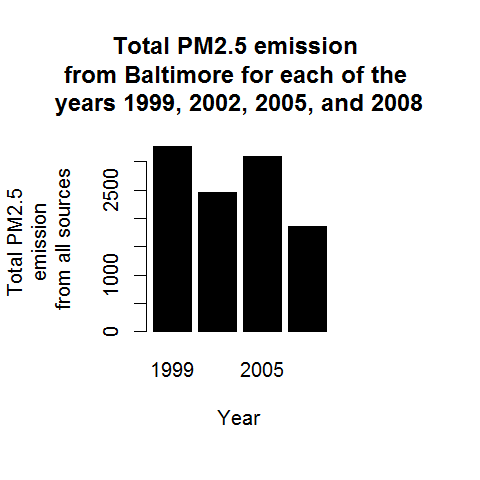 Total PM2.5 emission
from Baltimore for each of the
years 1999, 2002, 2005, and 2008
Total PM2.5
emission
from all sources
2500
1000
0
1999 2005
Year